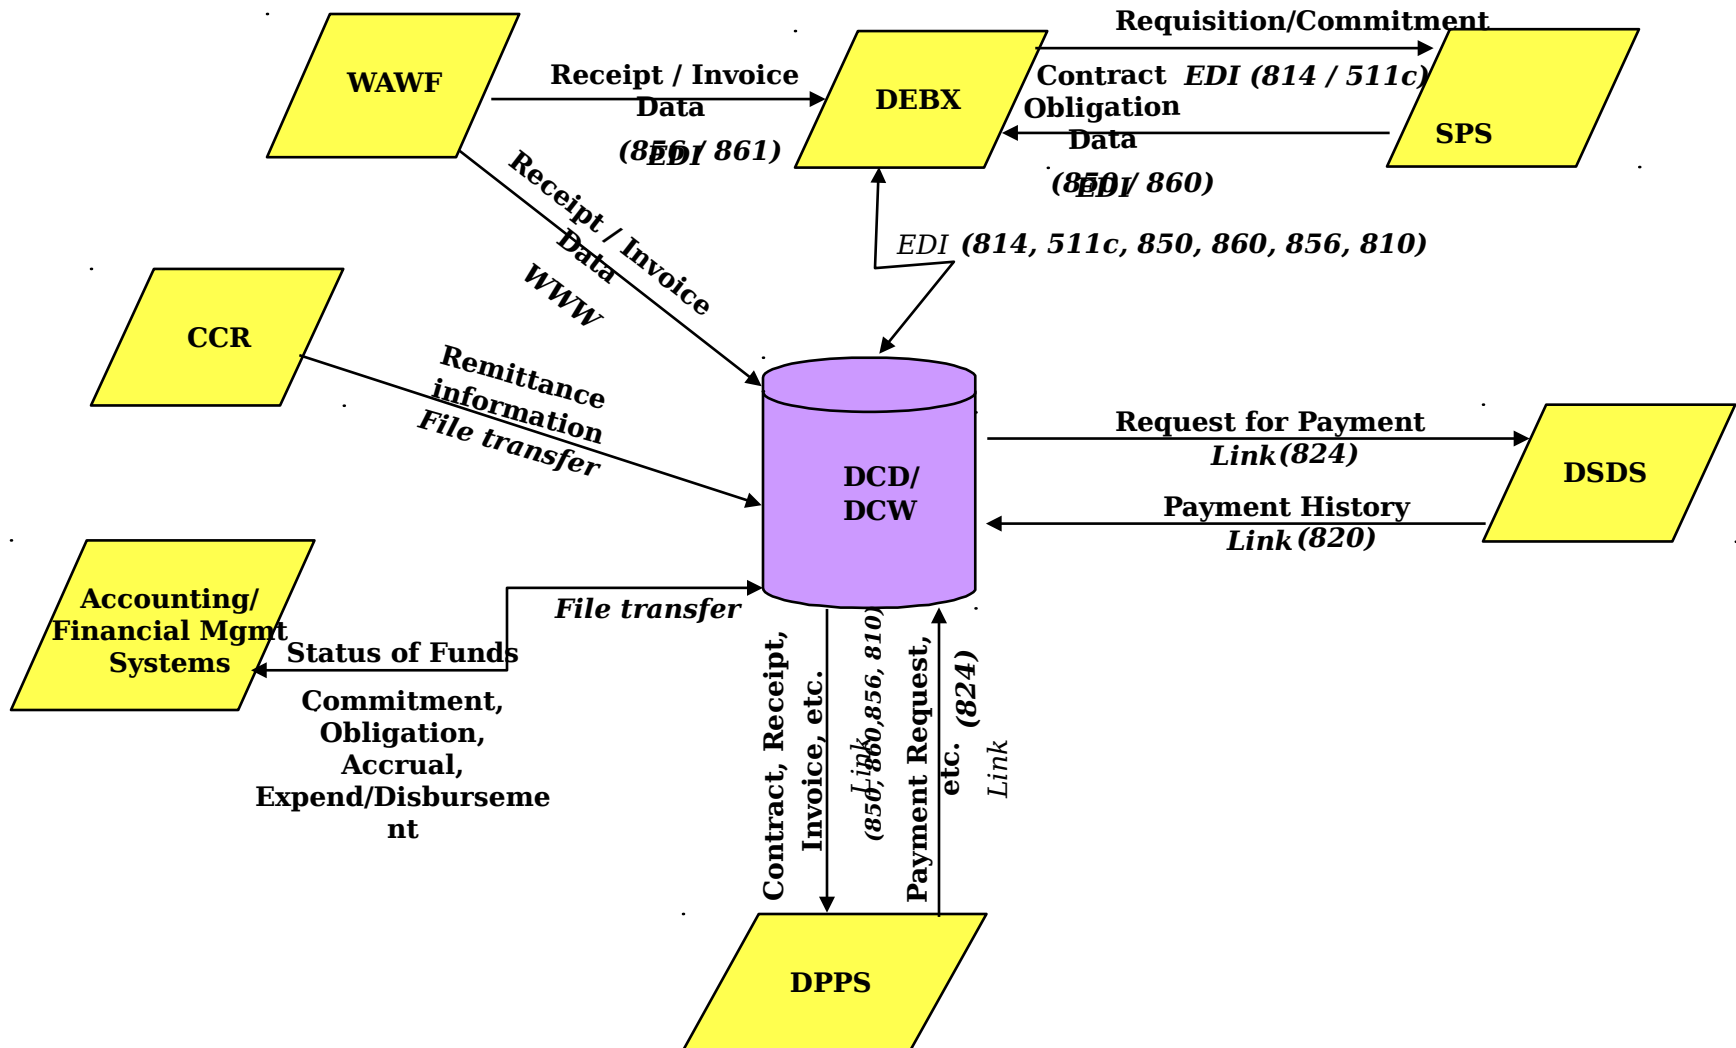 Requisition/Commitment
WAWF
Receipt / Invoice
Data
EDI
(856 / 861)
DEBX
Contract
Obligation
Data
EDI
(850 / 860)
EDI (814 / 511c)
SPS
Receipt / Invoice
Data
WWW
EDI (814, 511c, 850, 860, 856, 810)
CCR
Remittance
information
File transfer
DCD/
DCW
Request for Payment
Link (824)
DSDS
Payment History
Link (820)
Accounting/
Financial Mgmt
Systems
File transfer
Status of Funds
Commitment,
Obligation,
Accrual,
Expend/Disburseme
nt
Contract, Receipt,
Invoice, etc.
Link
(850, 860,856, 810)
Payment Request,
etc.
(824)
Link
DPPS